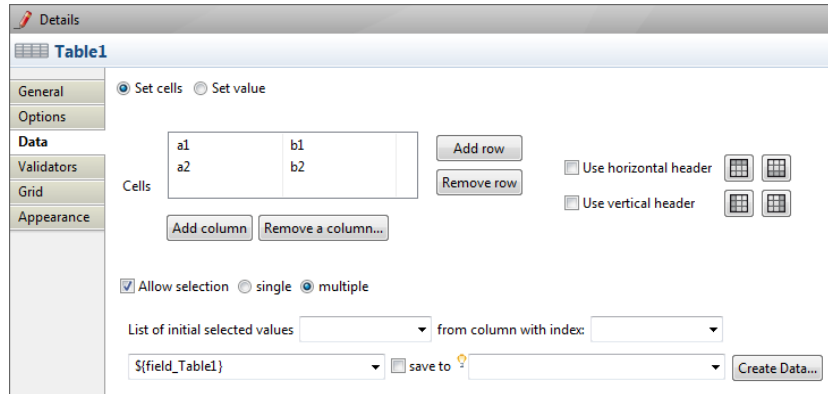 Details
Table1
General
Options
Data
Validators
Grid
Appearance
Set cells Set value
Cells
a1 b1
a2 b2
Add row
Remove row
Use horizontal header
Use vertical header
Add column Remove a column...
Allow selection single multiple
List of initial selected values from column with index:
${field_Table1} save to Create Data...